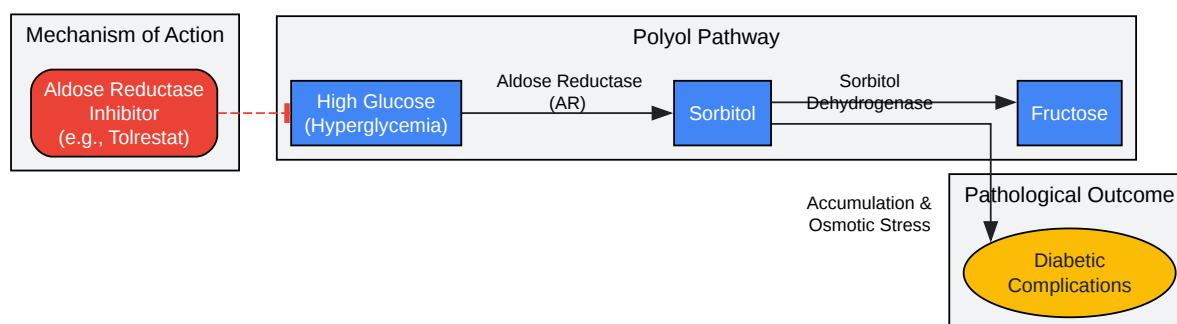 Mechanism of Action
Aldose Reductase
Inhibitor
(e.g., Tolrestat)
Polyol Pathway
High Glucose
(Hyperglycemia)
Aldose Reductase
(AR)
Sorbitol
Sorbitol
Dehydrogenase
Fructose
Accumulation &
Osmotic Stress
Pathological Outcome
Diabetic
Complications